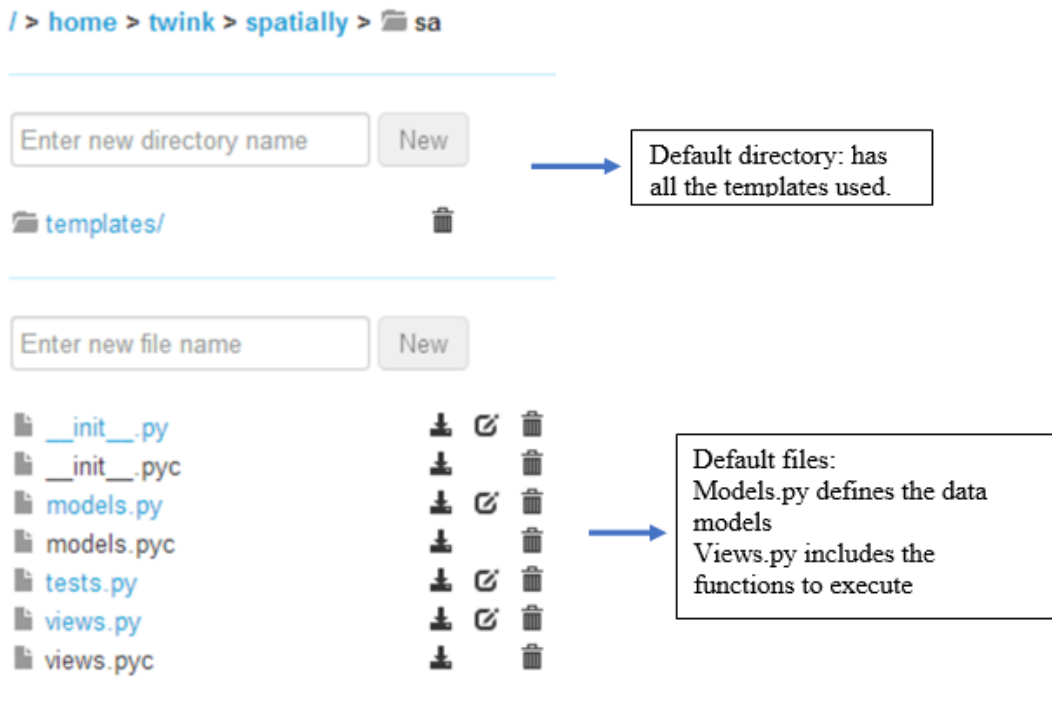 / > home > twink > spatially > sa
Enter new directory name New
Default directory: has
all the templates used.
templates/
Enter new file name New
__init__.py
__init__.pyc
models.py
models.pyc
tests.py
views.py
views.pyc
Default files:
Models.py defines the data
models
Views.py includes the
functions to execute